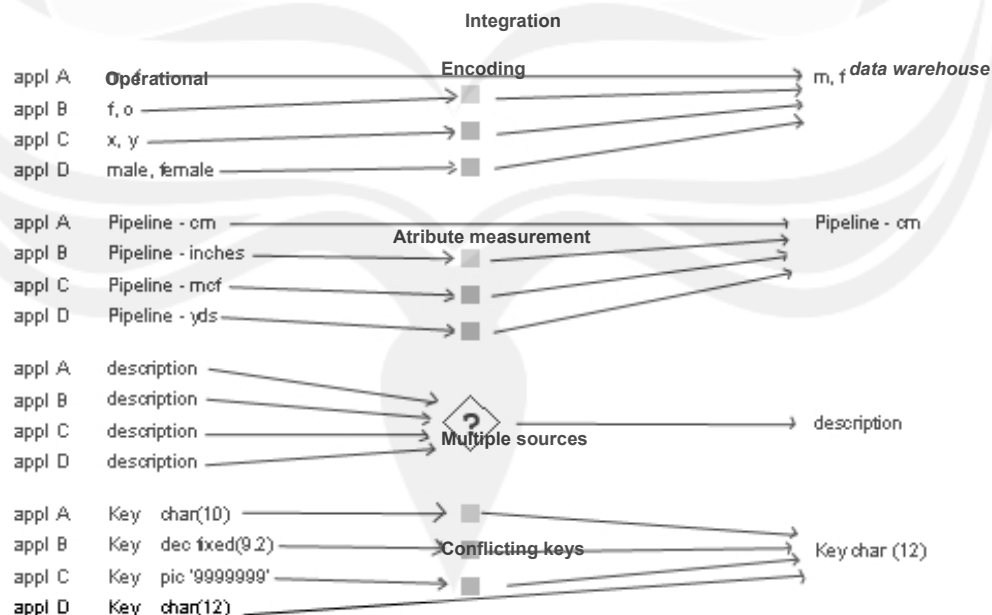 Integration
appl A Operational Encoding m, f data warehouse
appl B f, o
appl C x, y
appl D male, female
appl A Pipeline - cm Pipeline - cm
Atribute measurement
appl B Pipeline - inches
appl C Pipeline - mcf
appl D Pipeline - yds
appl A description
appl B description
? description
appl C description
Multiple sources
appl D description
appl A Key char(10)
appl B Key dec fixed(9.2) Conflicting keys Key char (12)
appl C Key pic '9999999'
appl D Key char(12)